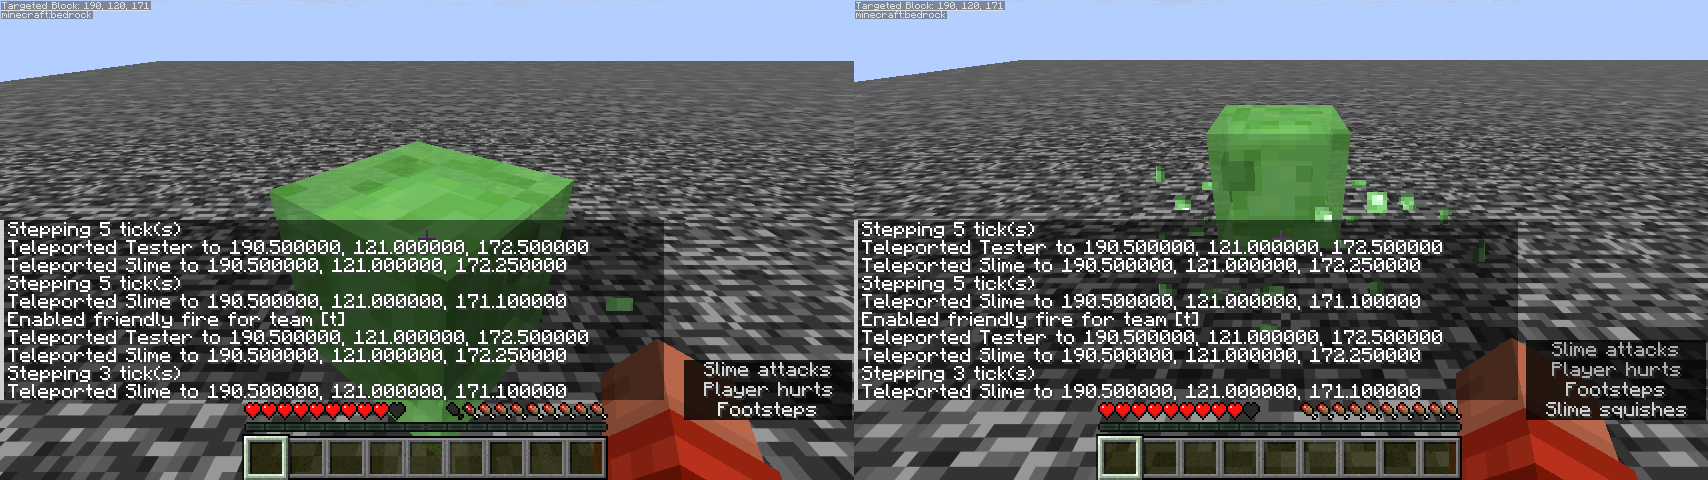 Targeted Block: 190, 120, 171
minecraft:bedrock
Stepping 5 tick(s)
Teleported Tester to 190.500000, 121.000000, 172.500000
Teleported Slime to 190.500000, 121.000000, 172.250000
Stepping 5 tick(s)
Teleported Slime to 190.500000, 121.000000, 171.100000
Enabled friendly fire for team [t]
Teleported Tester to 190.500000, 121.000000, 172.500000
Teleported Slime to 190.500000, 121.000000, 172.250000
Stepping 3 tick(s)
Teleported Slime to 190.500000, 121.000000, 171.100000
Slime attacks
Player hurts
Footsteps
Targeted Block: 190, 120, 171
minecraft:bedrock
Stepping 5 tick(s)
Teleported Tester to 190.500000, 121.000000, 172.500000
Teleported Slime to 190.500000, 121.000000, 172.250000
Stepping 5 tick(s)
Teleported Slime to 190.500000, 121.000000, 171.100000
Enabled friendly fire for team [t]
Teleported Tester to 190.500000, 121.000000, 172.500000
Teleported Slime to 190.500000, 121.000000, 172.250000
Stepping 3 tick(s)
Teleported Slime to 190.500000, 121.000000, 171.100000
Slime attacks
Player hurts
Footsteps
Slime squishes